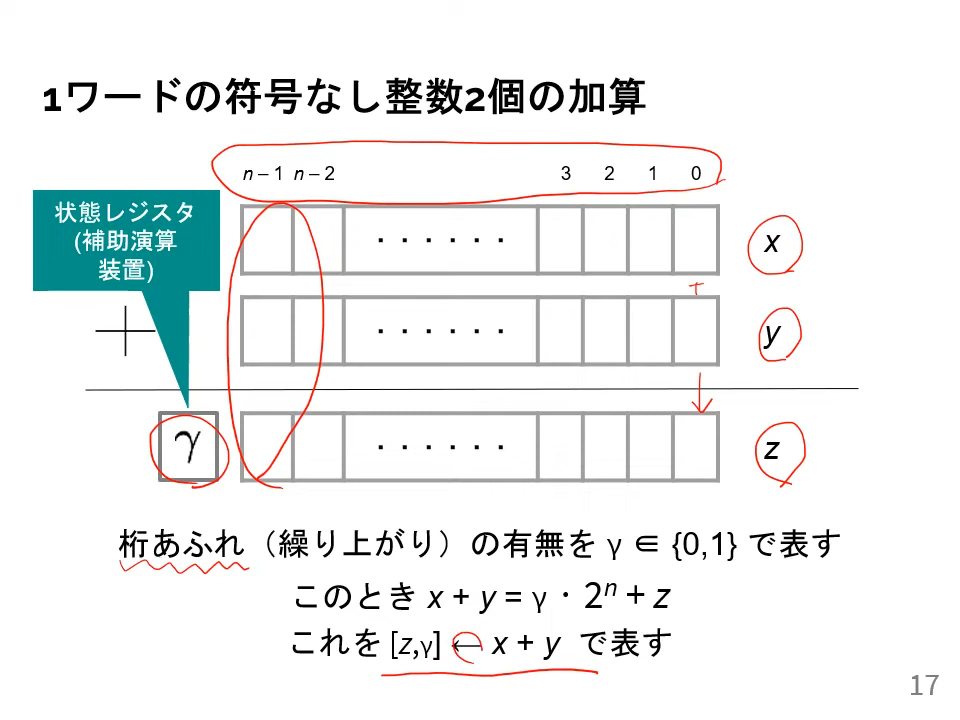 1ワードの符号なし整数2個の加算
n – 1 n – 2 3 2 1 0
状態レジスタ
(補助演算
装置)
・・・・・・ x
+
・・・・・・ y
γ ・・・・・・ z
桁あふれ（繰り上がり）の有無を γ ∈ {0,1} で表す
このとき x + y = γ・2ⁿ + z
これを [z,γ] ← x + y で表す
17